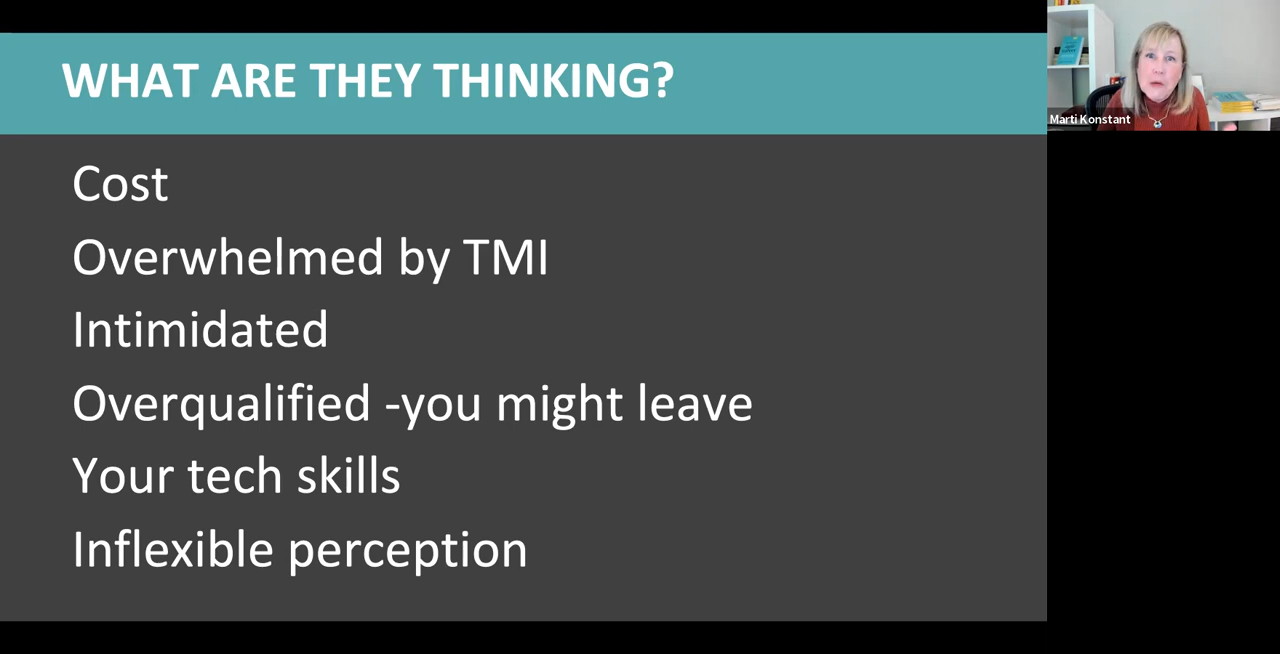 WHAT ARE THEY THINKING?
Cost
Overwhelmed by TMI
Intimidated
Overqualified -you might leave
Your tech skills
Inflexible perception
Marti Konstant